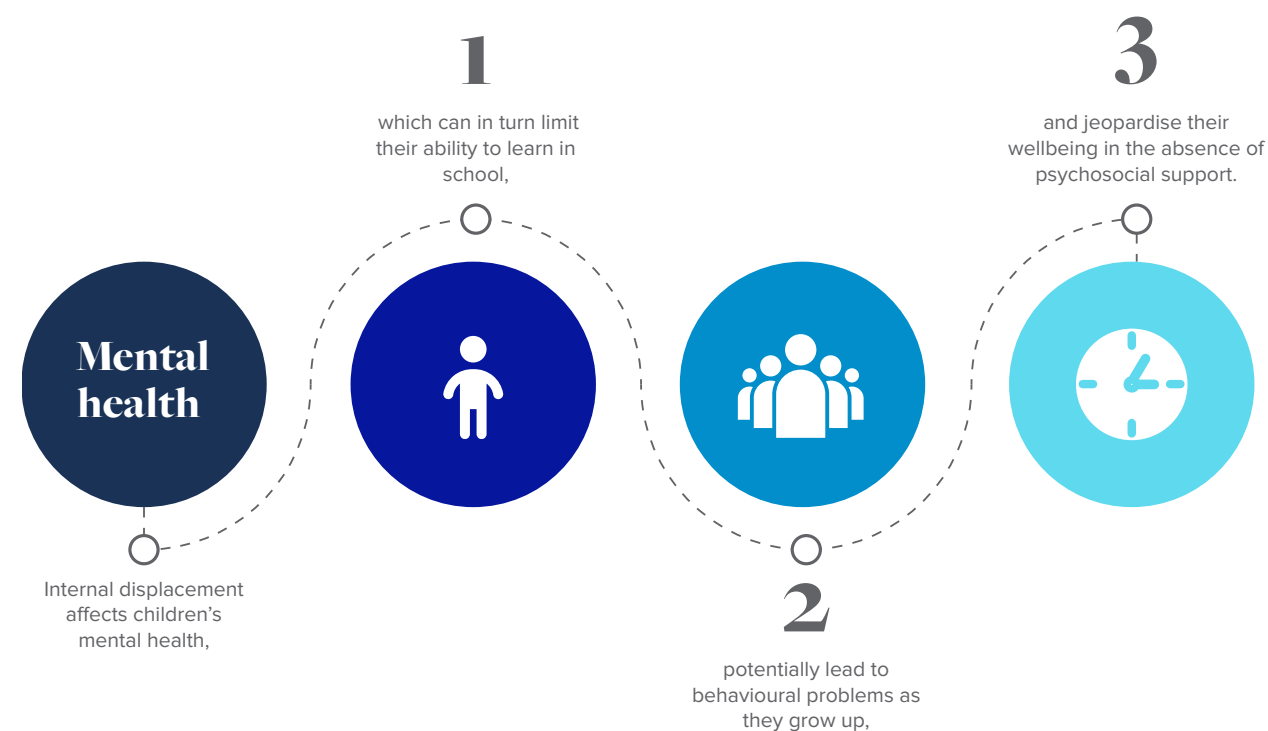 Mental
health
Internal displacement
affects children’s
mental health,
1
which can in turn limit
their ability to learn in
school,
2
potentially lead to
behavioural problems as
they grow up,
3
and jeopardise their
wellbeing in the absence of
psychosocial support.